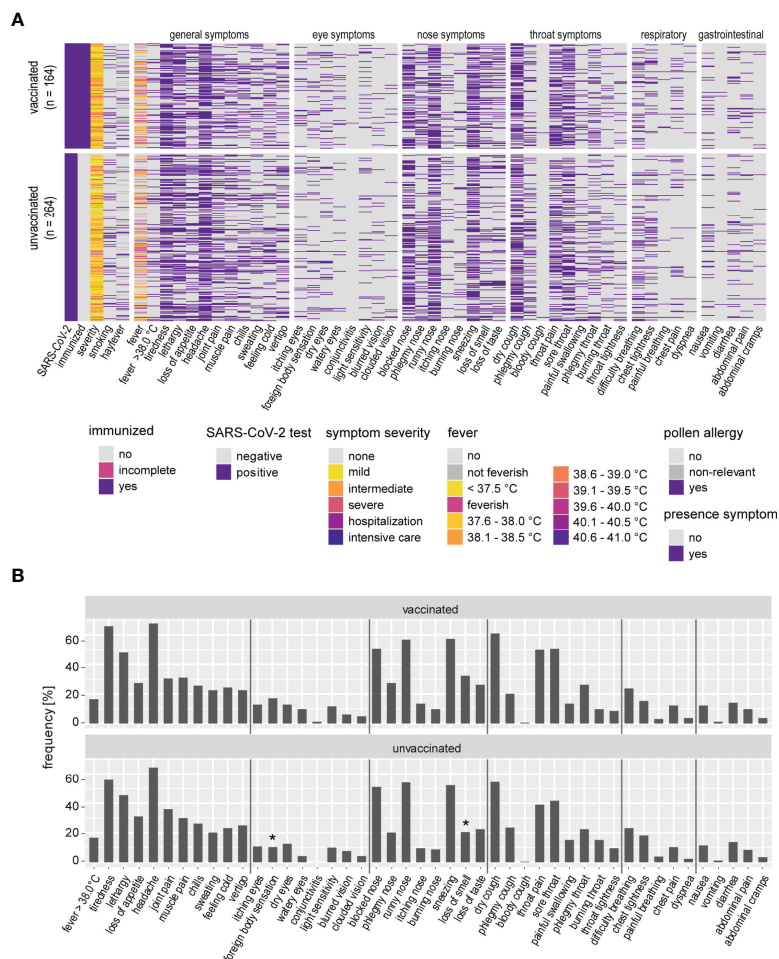 A
general symptoms
eye symptoms
nose symptoms
throat symptoms
respiratory
gastrointestinal
vaccinated
(n = 164)
unvaccinated
(n = 264)
SARS-CoV-2
immunized
severity
smoking
hayfever
fever
fever >38.0 °C
tiredness
lethargy
loss of appetite
headache
joint pain
muscle pain
chills
sweating
feeling cold
vertigo
itching eyes
foreign body sensation
dry eyes
watery eyes
conjunctivitis
light sensitivity
blurred vision
clouded vision
blocked nose
phlegmy nose
runny nose
itching nose
burning nose
sneezing
loss of smell
loss of taste
dry cough
phlegmy cough
bloody cough
throat pain
sore throat
painful swallowing
phlegmy throat
burning throat
throat tightness
difficulty breathing
chest tightness
painful breathing
chest pain
dyspnea
nausea
vomiting
diarrhea
abdominal pain
abdominal cramps
immunized
no
incomplete
yes
SARS-CoV-2 test
negative
positive
symptom severity
none
mild
intermediate
severe
hospitalization
intensive care
fever
no
not feverish
< 37.5 °C
feverish
37.6 - 38.0 °C
38.1 - 38.5 °C
38.6 - 39.0 °C
39.1 - 39.5 °C
39.6 - 40.0 °C
40.1 - 40.5 °C
40.6 - 41.0 °C
pollen allergy
no
non-relevant
yes
presence symptom
no
yes
B
vaccinated
60
40
20
0
frequency [%]
unvaccinated
60
40
20
0
*
*
fever > 38.0°C
tiredness
lethargy
loss of appetite
headache
joint pain
muscle pain
chills
sweating
feeling cold
vertigo
itching eyes
foreign body sensation
dry eyes
watery eyes
conjunctivitis
light sensitivity
blurred vision
clouded vision
blocked nose
phlegmy nose
runny nose
itching nose
burning nose
sneezing
loss of smell
loss of taste
dry cough
phlegmy cough
bloody cough
throat pain
sore throat
painful swallowing
phlegmy throat
burning throat
throat tightness
difficulty breathing
chest tightness
painful breathing
chest pain
dyspnea
nausea
vomiting
diarrhea
abdominal pain
abdominal cramps